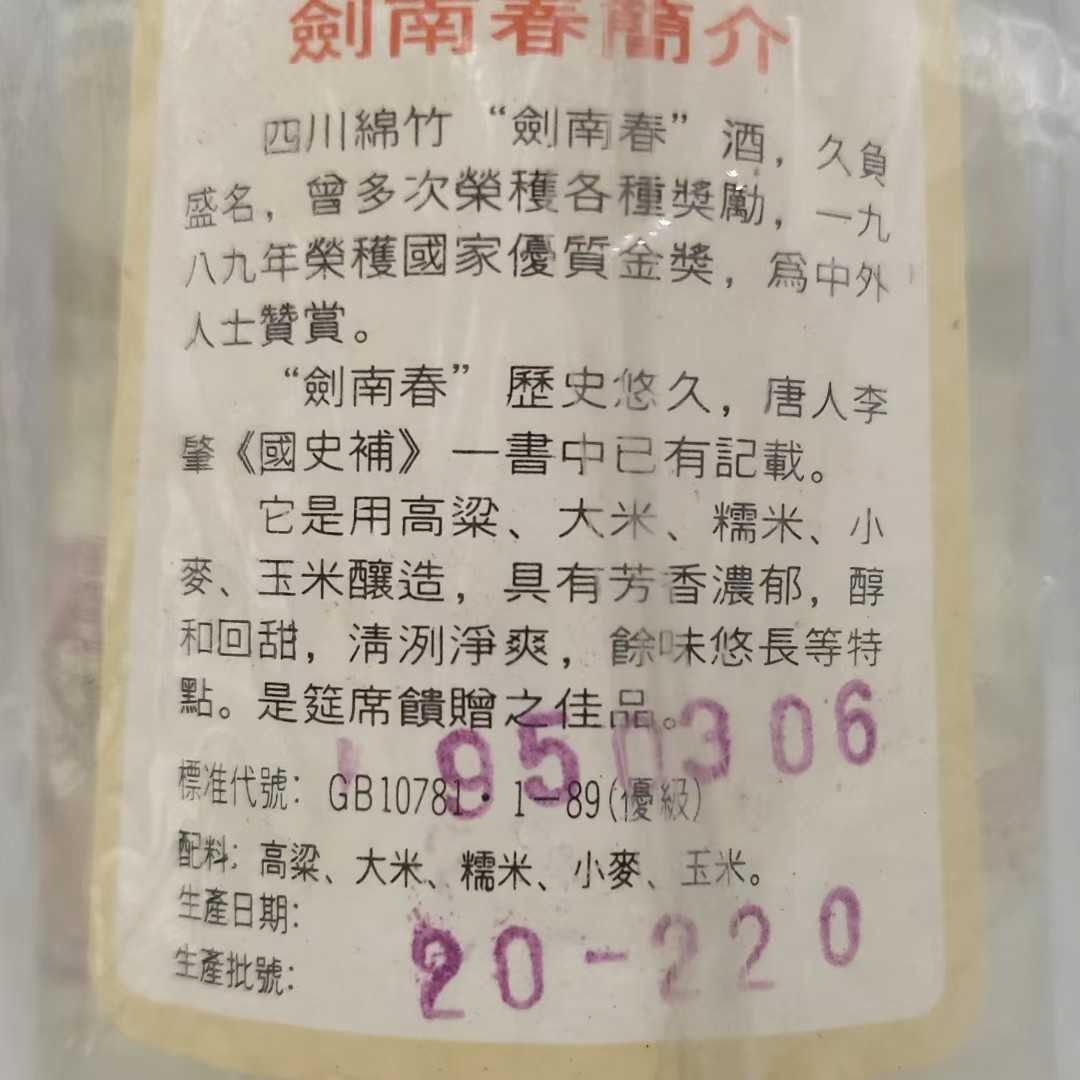 劍南春簡介
四川綿竹“劍南春”酒，久負
盛名，曾多次榮穫各種獎勵，一九
八九年榮穫國家優質金獎，爲中外
人士贊賞。
“劍南春”歷史悠久，唐人李
肇《國史補》一書中已有記載。
它是用高粱、大米、糯米、小
麥、玉米釀造，具有芳香濃郁，醇
和回甜，清洌淨爽，餘味悠長等特
點。是筵席饋贈之佳品。
1950306
標准代號：GB10781·1—89(優級)
配料：高粱、大米、糯米、小麥、玉米。
生產日期：
生產批號：
20-220